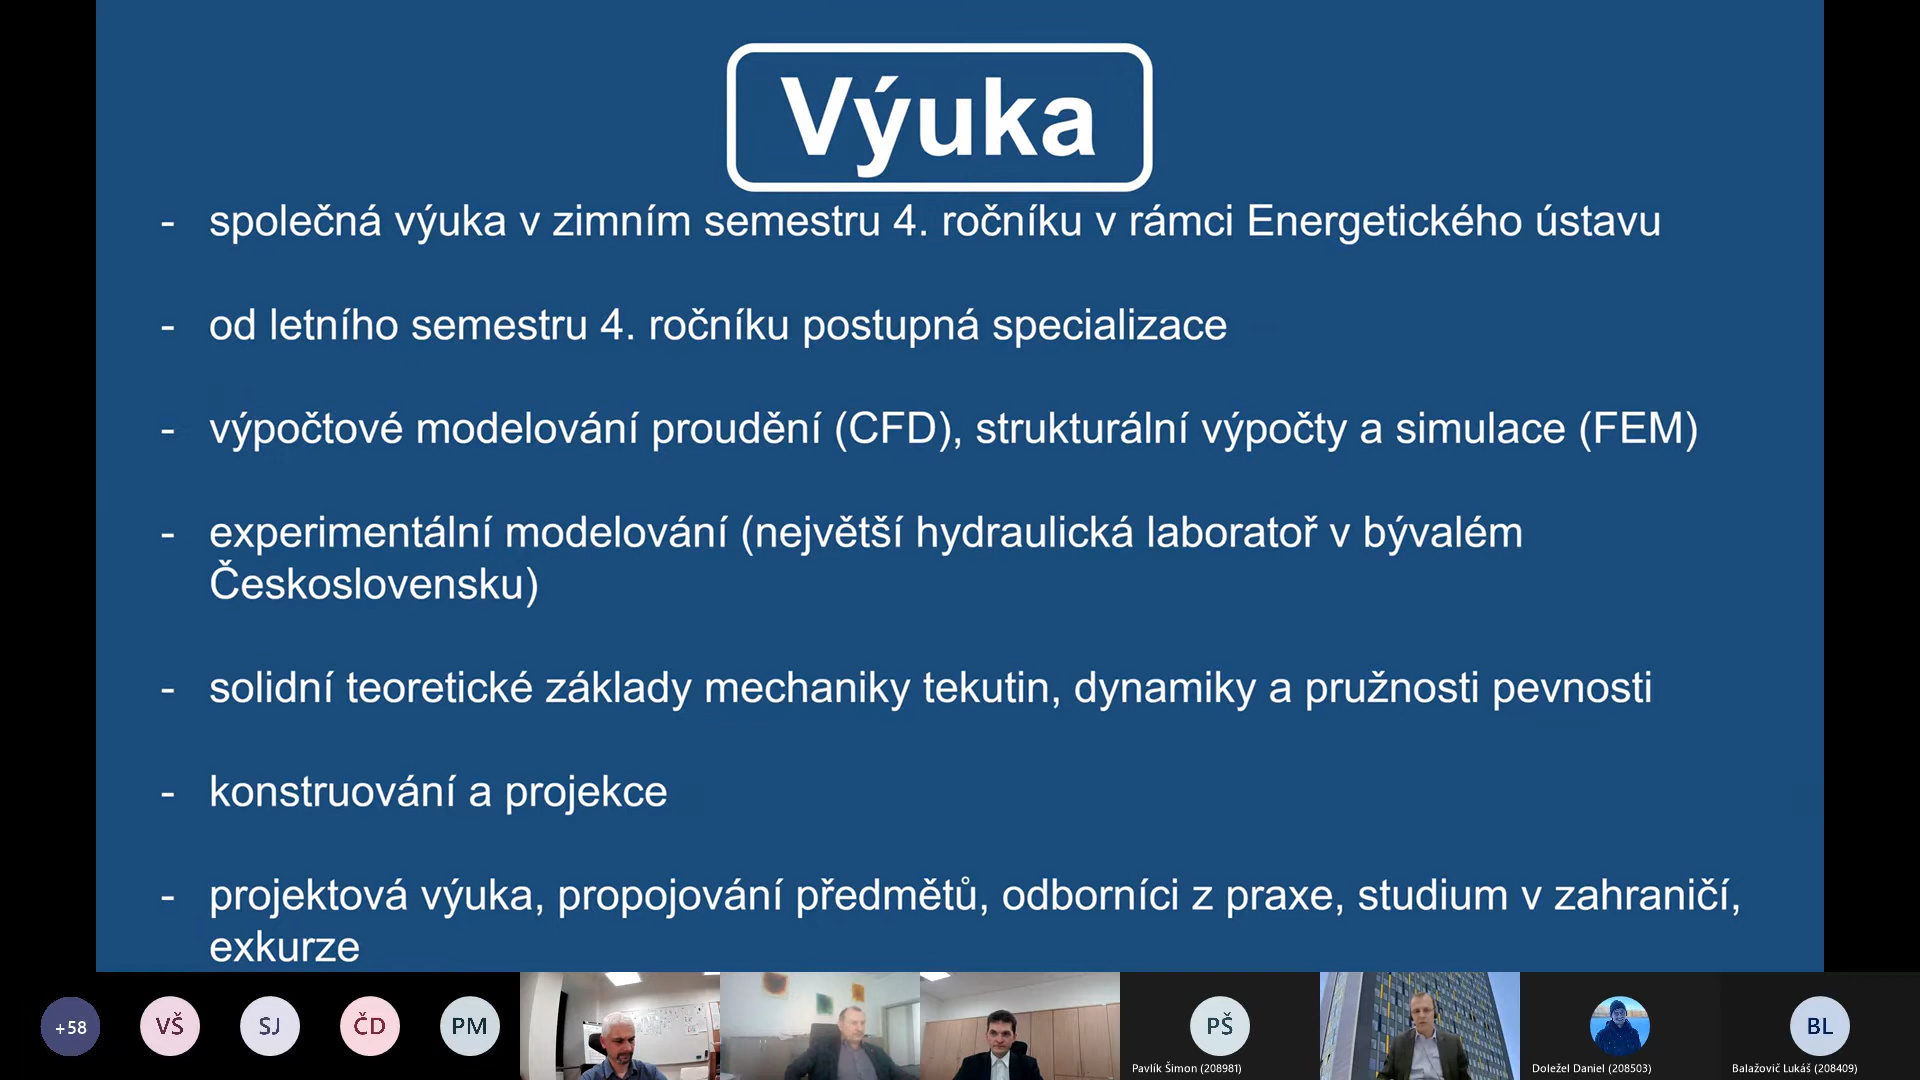 Výuka
- společná výuka v zimním semestru 4. ročníku v rámci Energetického ústavu
- od letního semestru 4. ročníku postupná specializace
- výpočtové modelování proudění (CFD), strukturální výpočty a simulace (FEM)
- experimentální modelování (největší hydraulická laboratoř v bývalém
Československu)
- solidní teoretické základy mechaniky tekutin, dynamiky a pružnosti pevnosti
- konstruování a projekce
- projektová výuka, propojování předmětů, odborníci z praxe, studium v zahraničí,
exkurze
+58
VŠ
SJ
ČD
PM
PŠ
Pavlík Šimon (208981)
Doležel Daniel (208503)
BL
Balažovič Lukáš (208409)